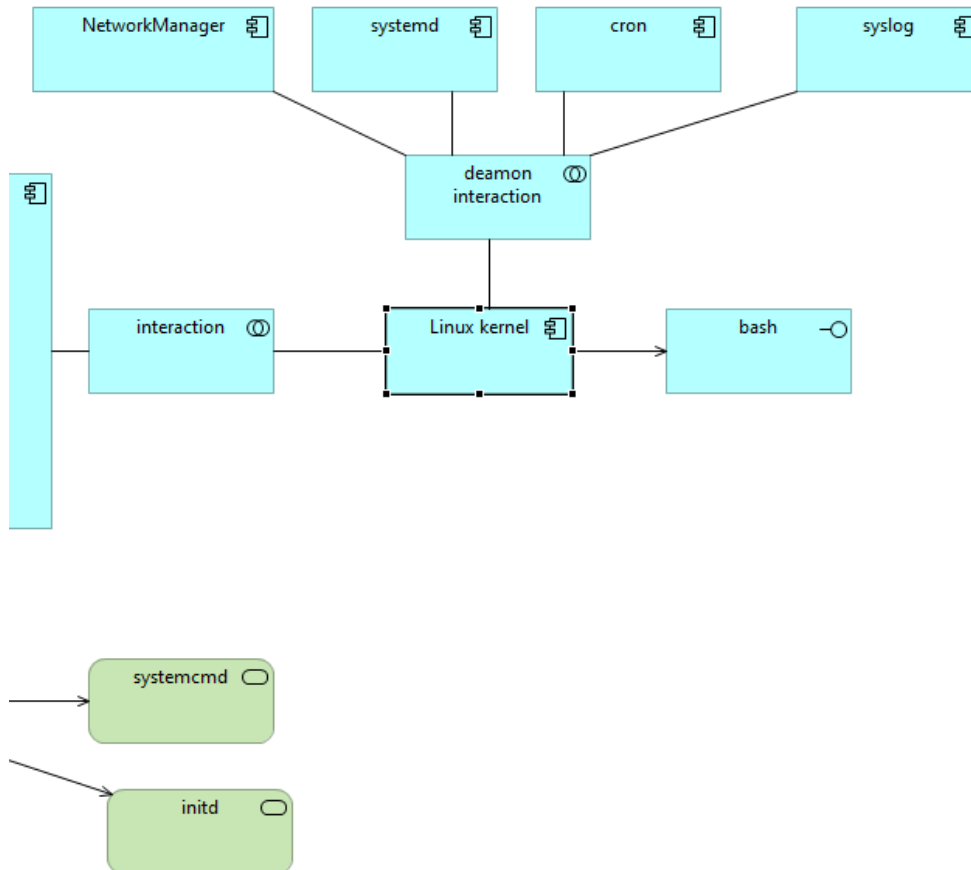 NetworkManager
systemd
cron
syslog
deamon
interaction
interaction
Linux kernel
bash
systemcmd
initd